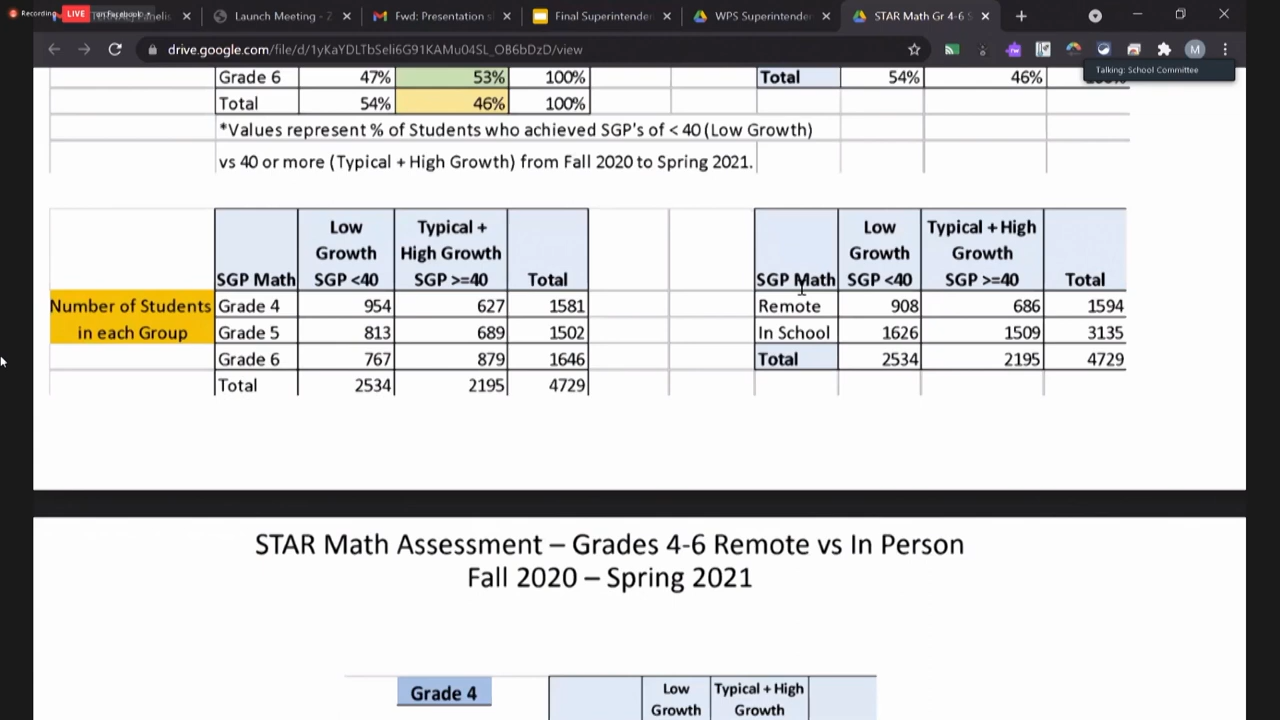 Recording LIVE on Facebook
Launch Meeting - Z
Fwd: Presentation s
Final Superintenden
WPS Superintender
STAR Math Gr 4-6 S
drive.google.com/file/d/1yKaYDLTbSeli6G91KAMu04SL_OB6bDzD/view
M
Talking: School Committee
Grade 6 47% 53% 100%
Total 54% 46%
Total 54% 46% 100%
*Values represent % of Students who achieved SGP's of < 40 (Low Growth)
vs 40 or more (Typical + High Growth) from Fall 2020 to Spring 2021.
SGP Math Low Growth SGP <40 Typical + High Growth SGP >=40 Total
Number of Students in each Group
Grade 4 954 627 1581
Grade 5 813 689 1502
Grade 6 767 879 1646
Total 2534 2195 4729
SGP Math Low Growth SGP <40 Typical + High Growth SGP >=40 Total
Remote 908 686 1594
In School 1626 1509 3135
Total 2534 2195 4729
STAR Math Assessment – Grades 4-6 Remote vs In Person
Fall 2020 – Spring 2021
Grade 4
Low Growth
Typical + High Growth